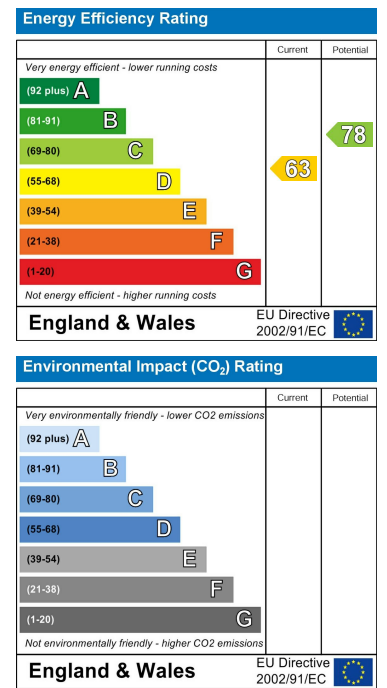 Energy Efficiency Rating
Current Potential
Very energy efficient - lower running costs
(92 plus) A
(81-91) B
(69-80) C
(55-68) D
(39-54) E
(21-38) F
(1-20) G
63
78
Not energy efficient - higher running costs
England & Wales
EU Directive
2002/91/EC
Environmental Impact (CO₂) Rating
Current Potential
Very environmentally friendly - lower CO2 emissions
(92 plus) A
(81-91) B
(69-80) C
(55-68) D
(39-54) E
(21-38) F
(1-20) G
Not environmentally friendly - higher CO2 emissions
England & Wales
EU Directive
2002/91/EC